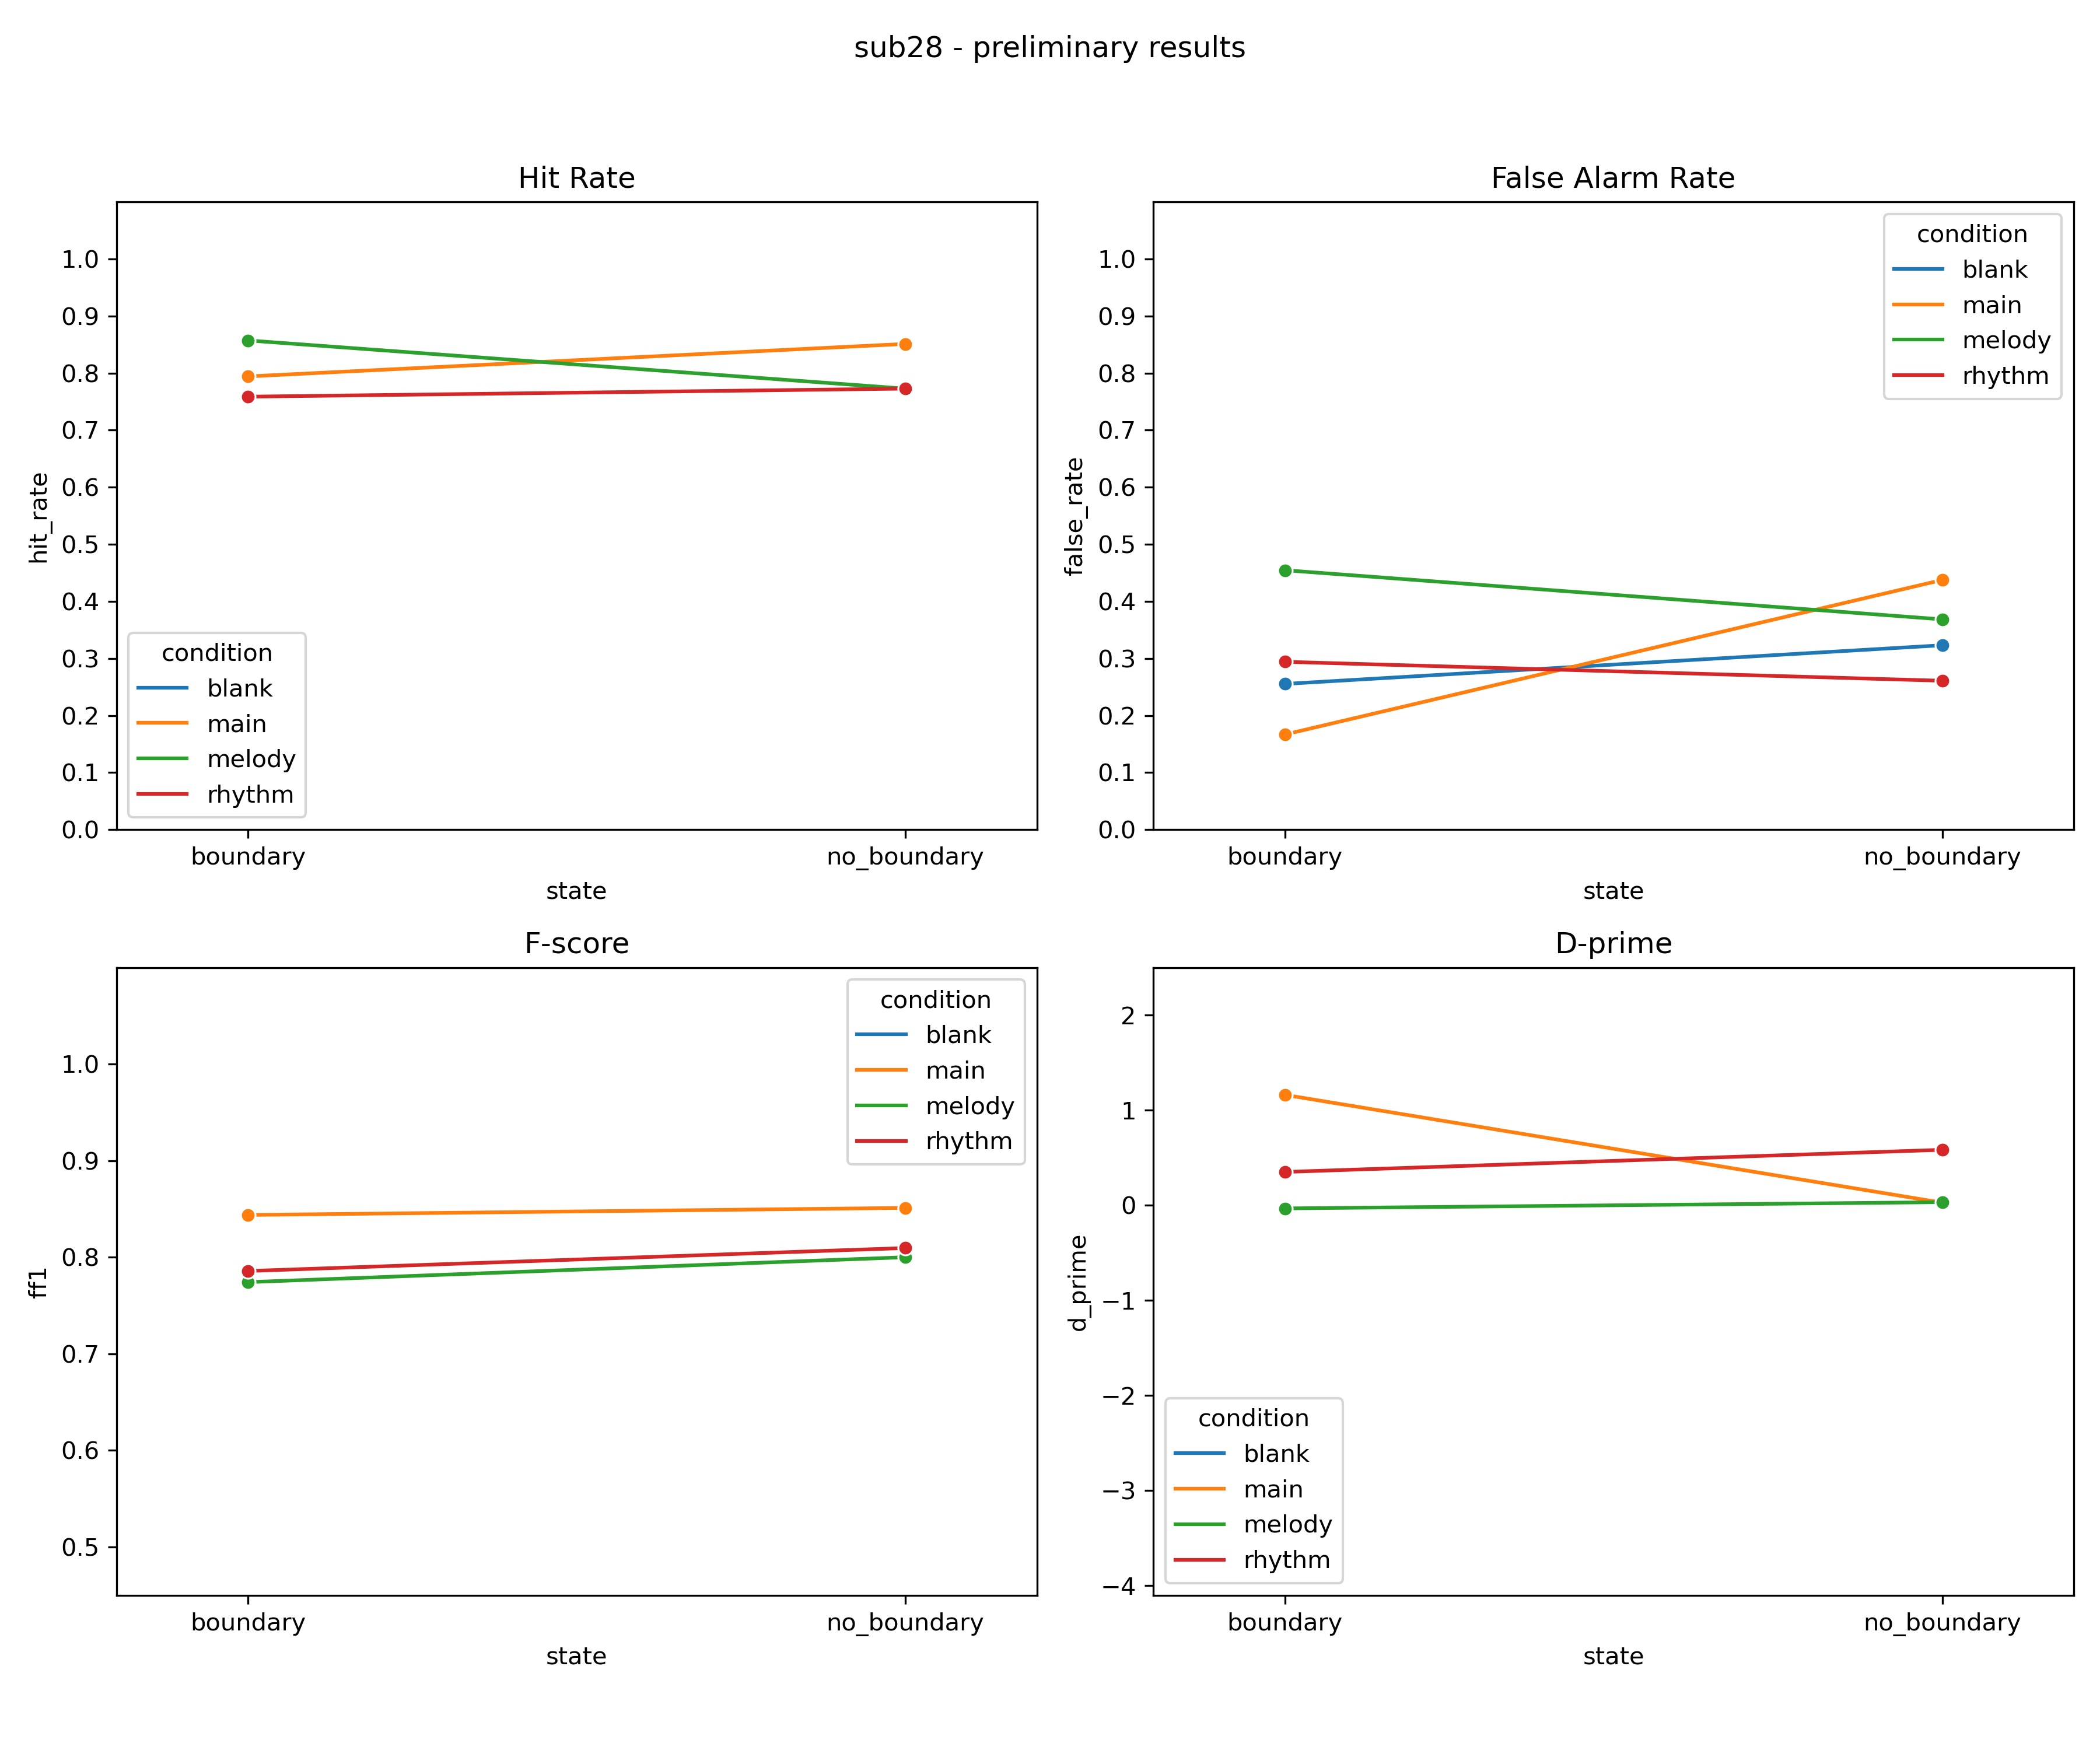 sub28 - preliminary results
Hit Rate
hit_rate
1.0
0.9
0.8
0.7
0.6
0.5
0.4
0.3
0.2
0.1
0.0
condition
blank
main
melody
rhythm
boundary
no_boundary
state
False Alarm Rate
false_rate
1.0
0.9
0.8
0.7
0.6
0.5
0.4
0.3
0.2
0.1
0.0
condition
blank
main
melody
rhythm
boundary
no_boundary
state
F-score
ff1
1.0
0.9
0.8
0.7
0.6
0.5
condition
blank
main
melody
rhythm
boundary
no_boundary
state
D-prime
d_prime
2
1
0
−1
−2
−3
−4
condition
blank
main
melody
rhythm
boundary
no_boundary
state